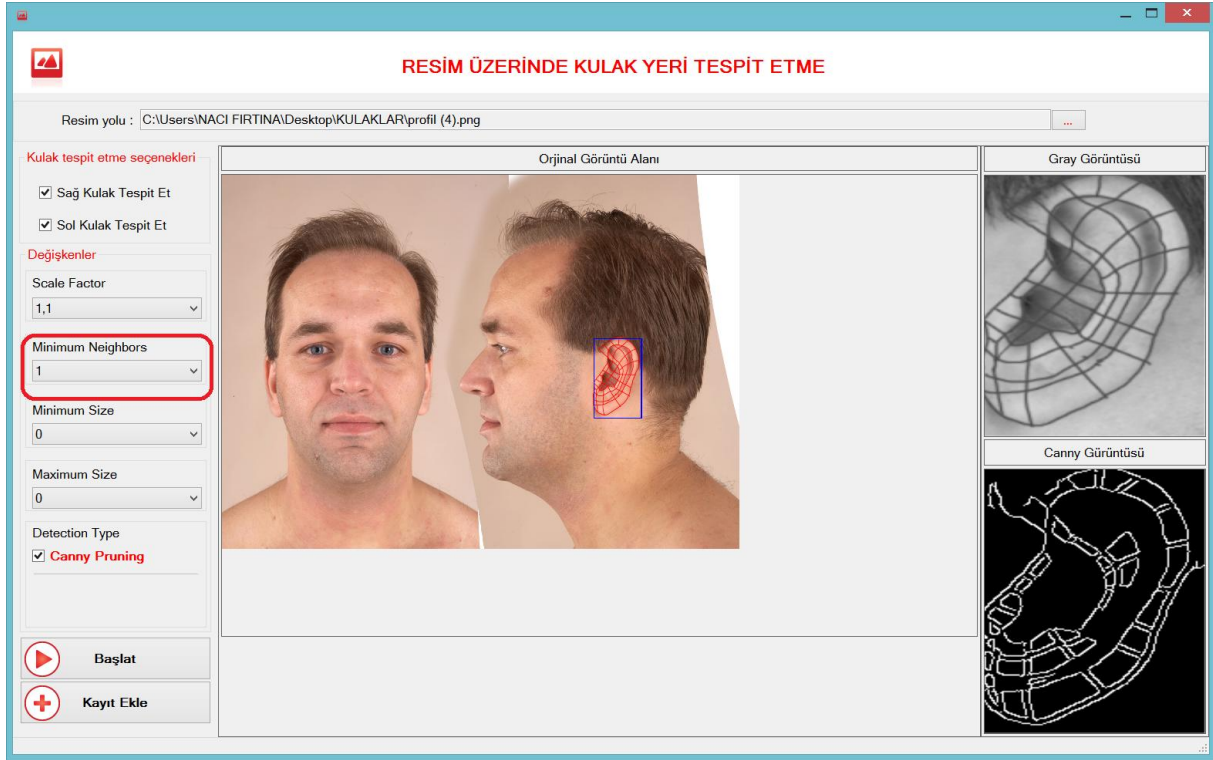 RESİM ÜZERİNDE KULAK YERİ TESPİT ETME
Resim yolu : C:\Users\NACI FIRTINA\Desktop\KULAKLAR\profil (4).png ...
Kulak tespit etme seçenekleri
Sağ Kulak Tespit Et
Sol Kulak Tespit Et
Değişkenler
Scale Factor
1,1
Minimum Neighbors
1
Minimum Size
0
Maximum Size
0
Detection Type
Canny Pruning
Başlat
Kayıt Ekle
Orjinal Görüntü Alanı
Gray Görüntüsü
Canny Gürüntüsü